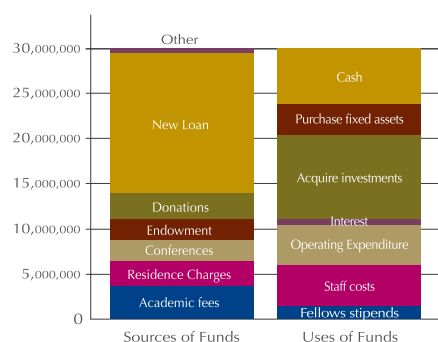 30,000,000
25,000,000
20,000,000
15,000,000
10,000,000
5,000,000
0
Other
New Loan
Donations
Endowment
Conferences
Residence Charges
Academic fees
Cash
Purchase fixed assets
Acquire investments
Interest
Operating Expenditure
Staff costs
Fellows stipends
Sources of Funds
Uses of Funds